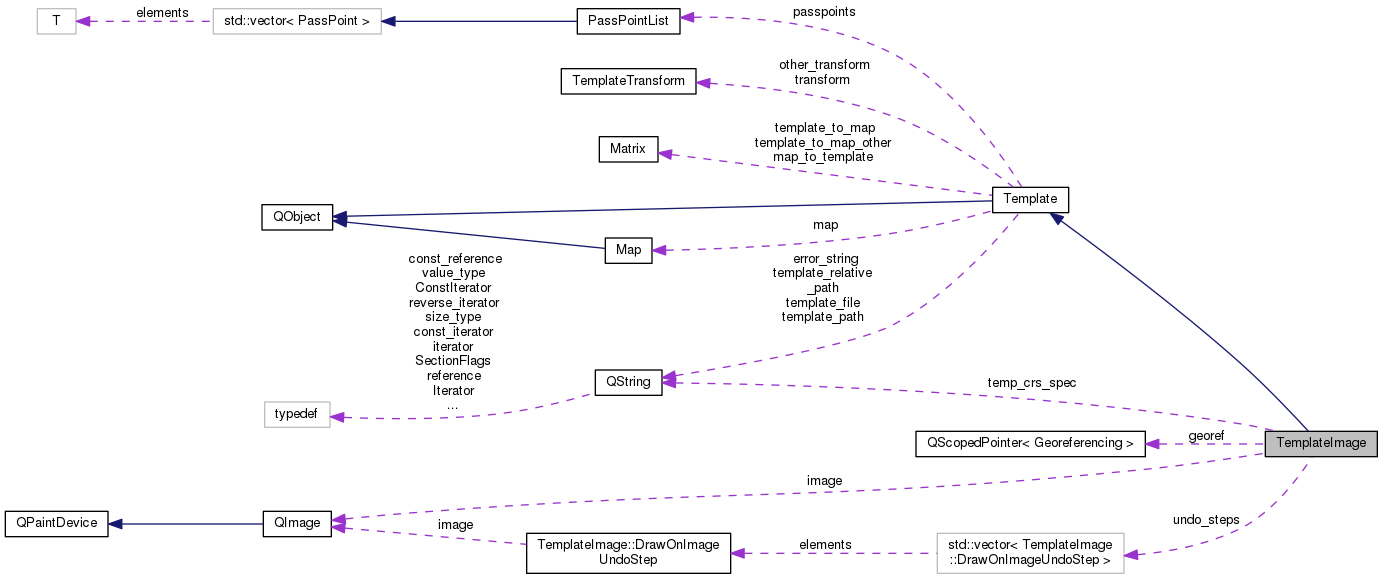 T
elements
std::vector< PassPoint >
PassPointList
passpoints
TemplateTransform
other_transform
transform
Matrix
template_to_map
template_to_map_other
map_to_template
Template
QObject
Map
map
const_reference
value_type
ConstIterator
reverse_iterator
size_type
const_iterator
iterator
SectionFlags
reference
Iterator
...
error_string
template_relative
_path
template_file
template_path
QString
temp_crs_spec
typedef
QScopedPointer< Georeferencing >
georef
TemplateImage
image
QPaintDevice
QImage
image
TemplateImage::DrawOnImage
UndoStep
elements
std::vector< TemplateImage
::DrawOnImageUndoStep >
undo_steps